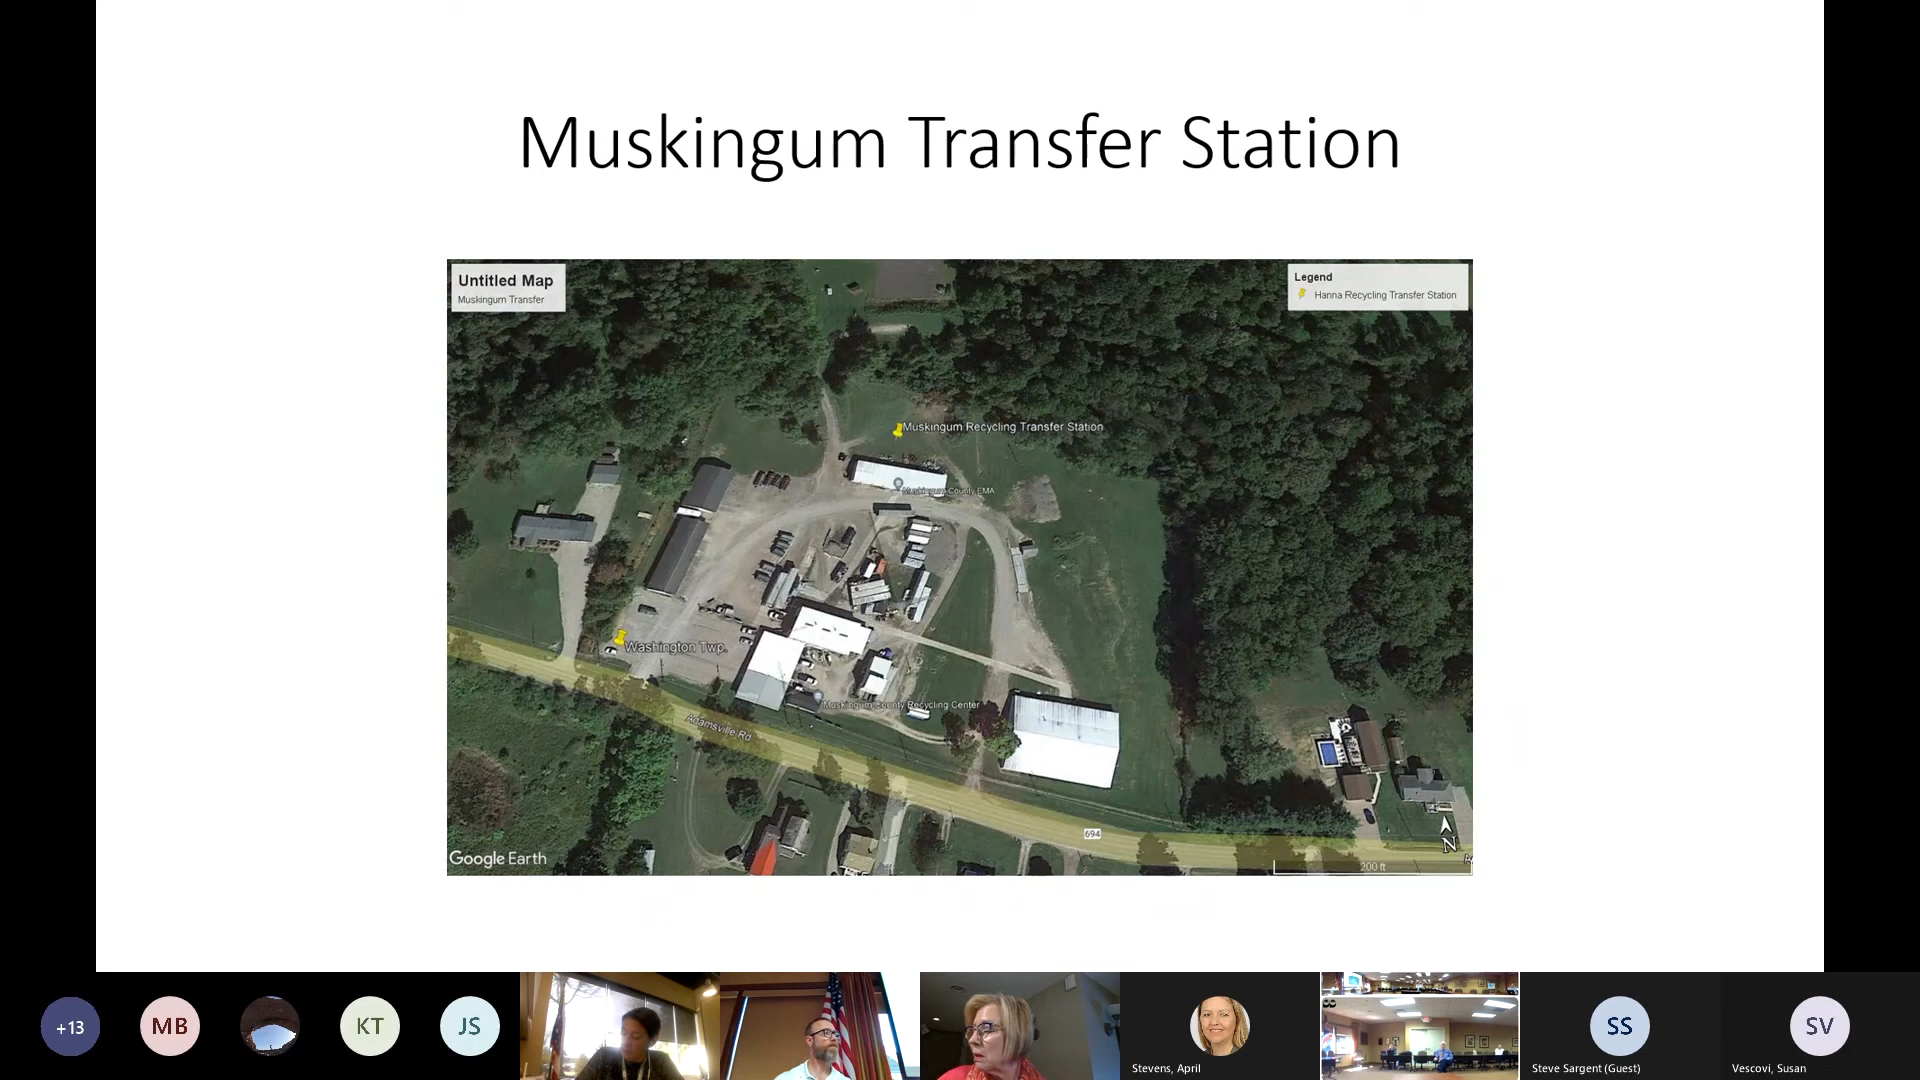 Muskingum Transfer Station
Untitled Map
Muskingum Transfer
Legend
Hanna Recycling Transfer Station
Muskingum Recycling Transfer Station
Muskingum County EMA
Washington Twp.
Muskingum County Recycling Center
Adamsville Rd
694
N
Google Earth
200 ft
+13
MB
KT
JS
Stevens, April
SS
Steve Sargent (Guest)
SV
Vescovi, Susan